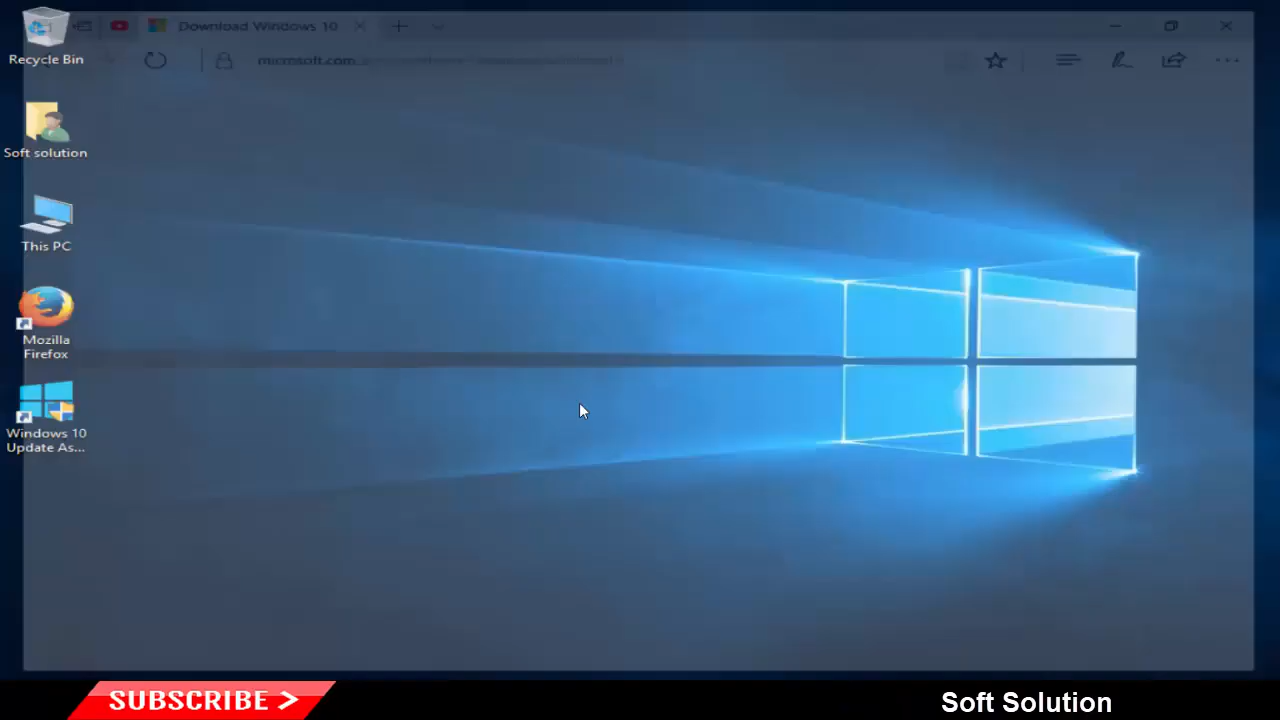 Download Windows 10
microsoft.com
Recycle Bin
Soft solution
This PC
Mozilla
Firefox
Windows 10
Update As...
SUBSCRIBE >
Soft Solution